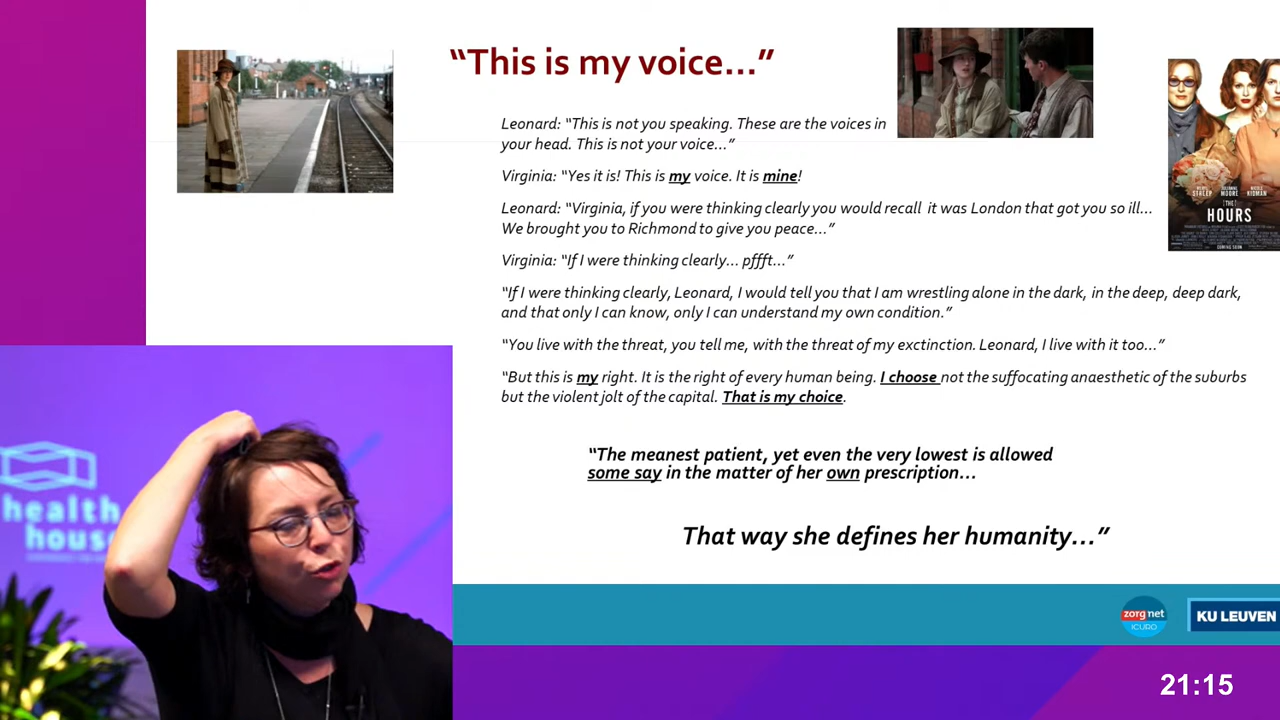 “This is my voice...”
Leonard: “This is not you speaking. These are the voices in
your head. This is not your voice...”
Virginia: “Yes it is! This is my voice. It is mine!
Leonard: “Virginia, if you were thinking clearly you would recall it was London that got you so ill...
We brought you to Richmond to give you peace...”
Virginia: “If I were thinking clearly... pffft...”
“If I were thinking clearly, Leonard, I would tell you that I am wrestling alone in the dark, in the deep, deep dark,
and that only I can know, only I can understand my own condition.”
“You live with the threat, you tell me, with the threat of my exctinction. Leonard, I live with it too...”
“But this is my right. It is the right of every human being. I choose not the suffocating anaesthetic of the suburbs
but the violent jolt of the capital. That is my choice.
“The meanest patient, yet even the very lowest is allowed
some say in the matter of her own prescription...
That way she defines her humanity...”
MERYL STREEP
JULIANNE MOORE
NICOLE KIDMAN
[THE]
HOURS
COMING SOON
health
hous
zorg net
ICURO
KU LEUVEN
21:15